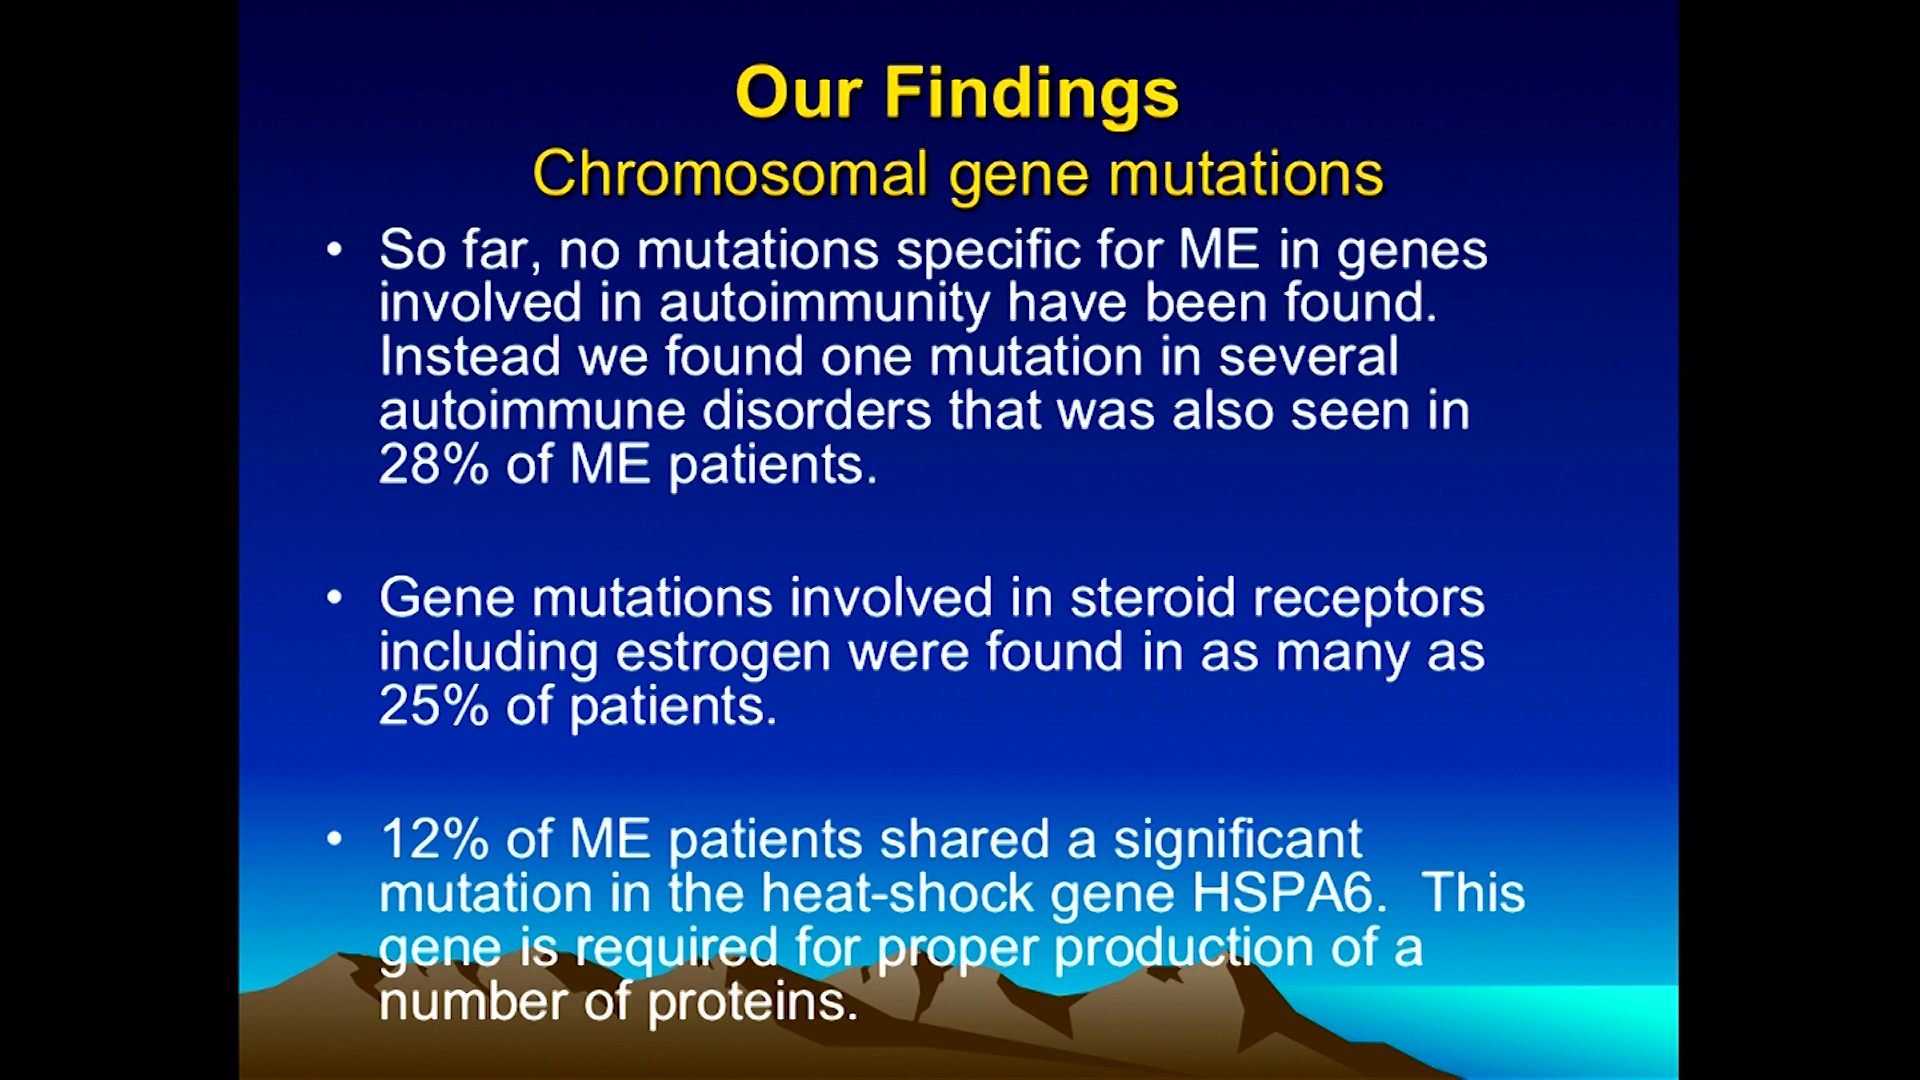 Our Findings
Chromosomal gene mutations
• So far, no mutations specific for ME in genes
involved in autoimmunity have been found.
Instead we found one mutation in several
autoimmune disorders that was also seen in
28% of ME patients.
• Gene mutations involved in steroid receptors
including estrogen were found in as many as
25% of patients.
• 12% of ME patients shared a significant
mutation in the heat-shock gene HSPA6. This
gene is required for proper production of a
number of proteins.